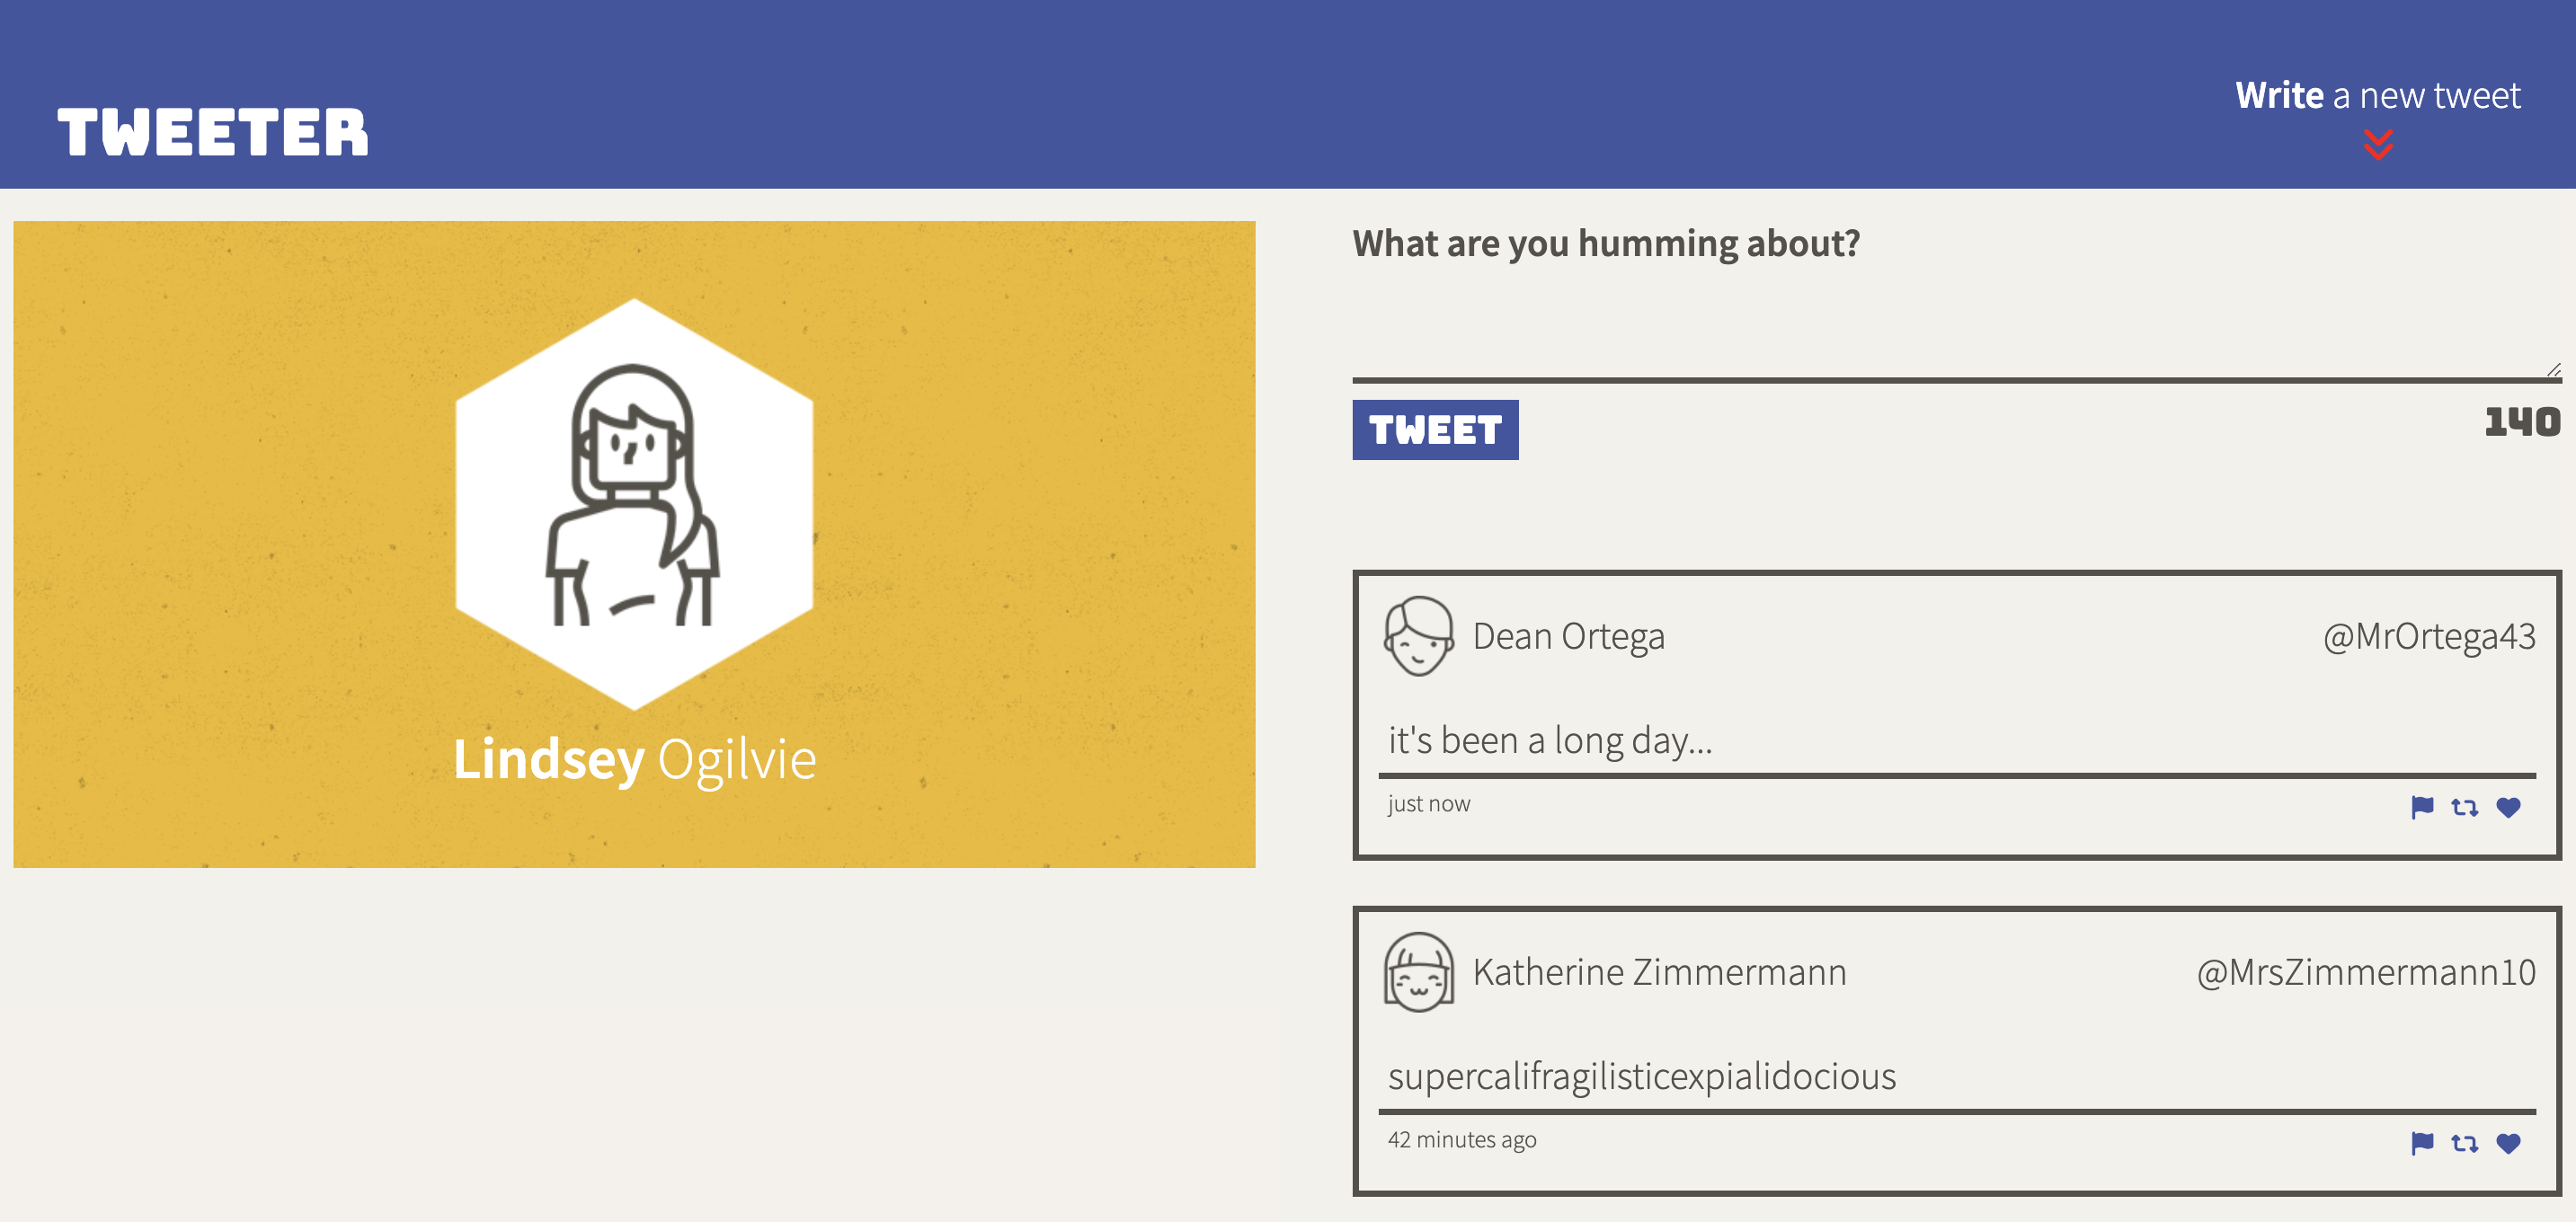 TWEETER
Write a new tweet
Lindsey Ogilvie
What are you humming about?
TWEET
140
Dean Ortega
@MrOrtega43
it's been a long day...
just now
Katherine Zimmermann
@MrsZimmermann10
supercalifragilisticexpialidocious
42 minutes ago